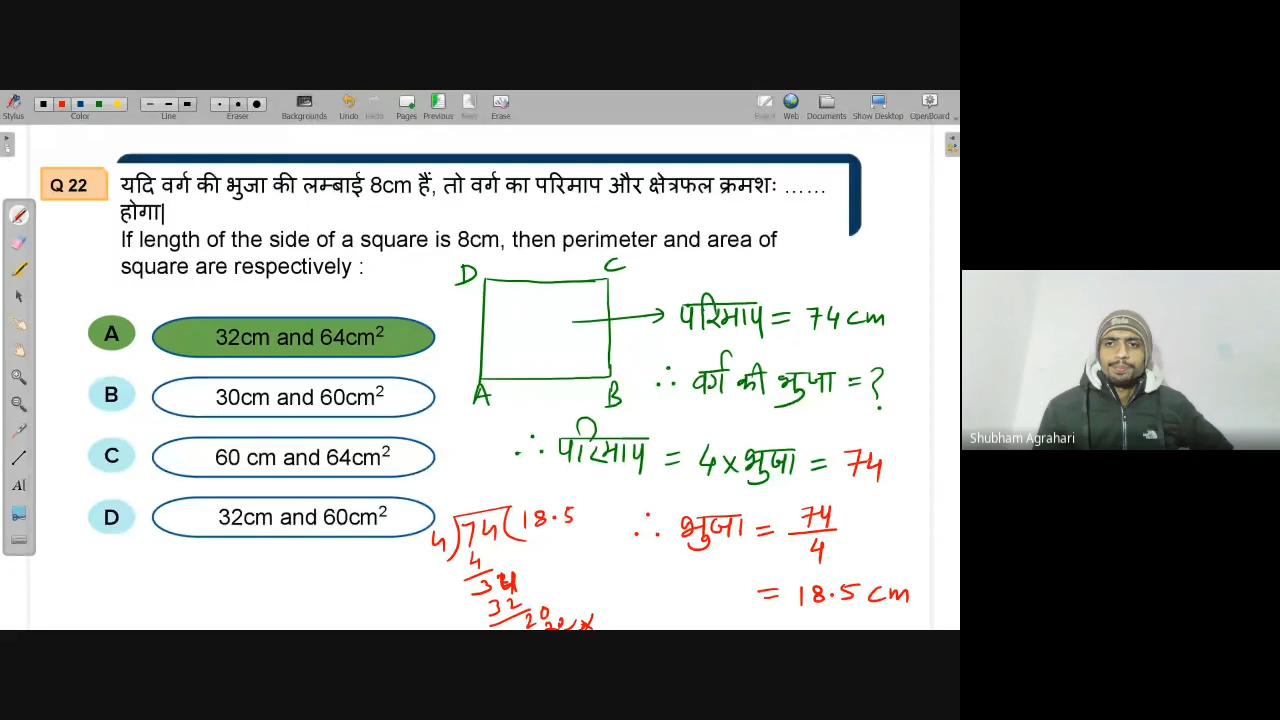 Stylus
Color
Line
Eraser
Backgrounds
Undo
Redo
Pages
Previous
Next
Erase
Board
Web
Documents
Show Desktop
OpenBoard
Q 22
यदि वर्ग की भुजा की लम्बाई 8cm हैं, तो वर्ग का परिमाप और क्षेत्रफल क्रमशः ……
होगा|
If length of the side of a square is 8cm, then perimeter and area of
square are respectively :
A 32cm and 64cm²
B 30cm and 60cm²
C 60 cm and 64cm²
D 32cm and 60cm²
D C
A B
परिमाप = 74 cm
∴ वर्ग की भुजा = ?
∴ परिमाप = 4 × भुजा = 74
4)74(18.5
4
34
32
20
∴ भुजा = 74/4
= 18.5 cm
Shubham Agrahari